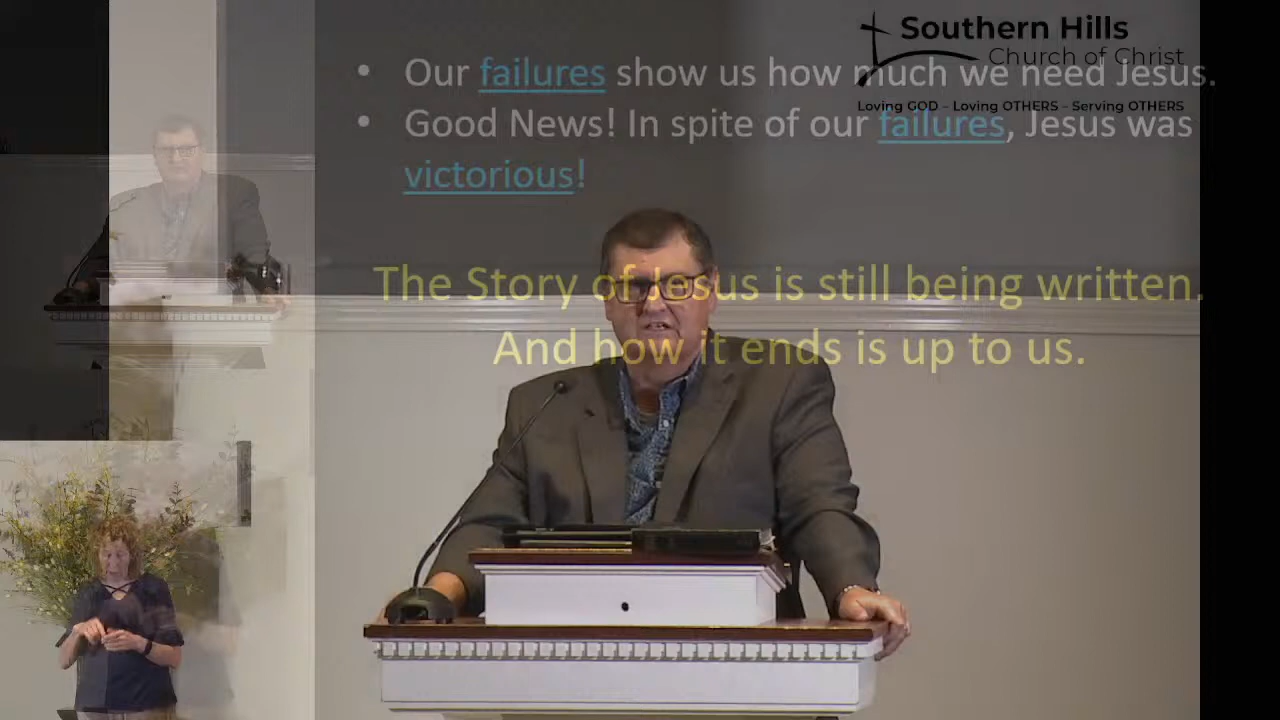 Southern Hills
Church of Christ
Loving GOD – Loving OTHERS – Serving OTHERS
• Our failures show us how much we need Jesus.
• Good News! In spite of our failures, Jesus was
victorious!
The Story of Jesus is still being written.
And how it ends is up to us.